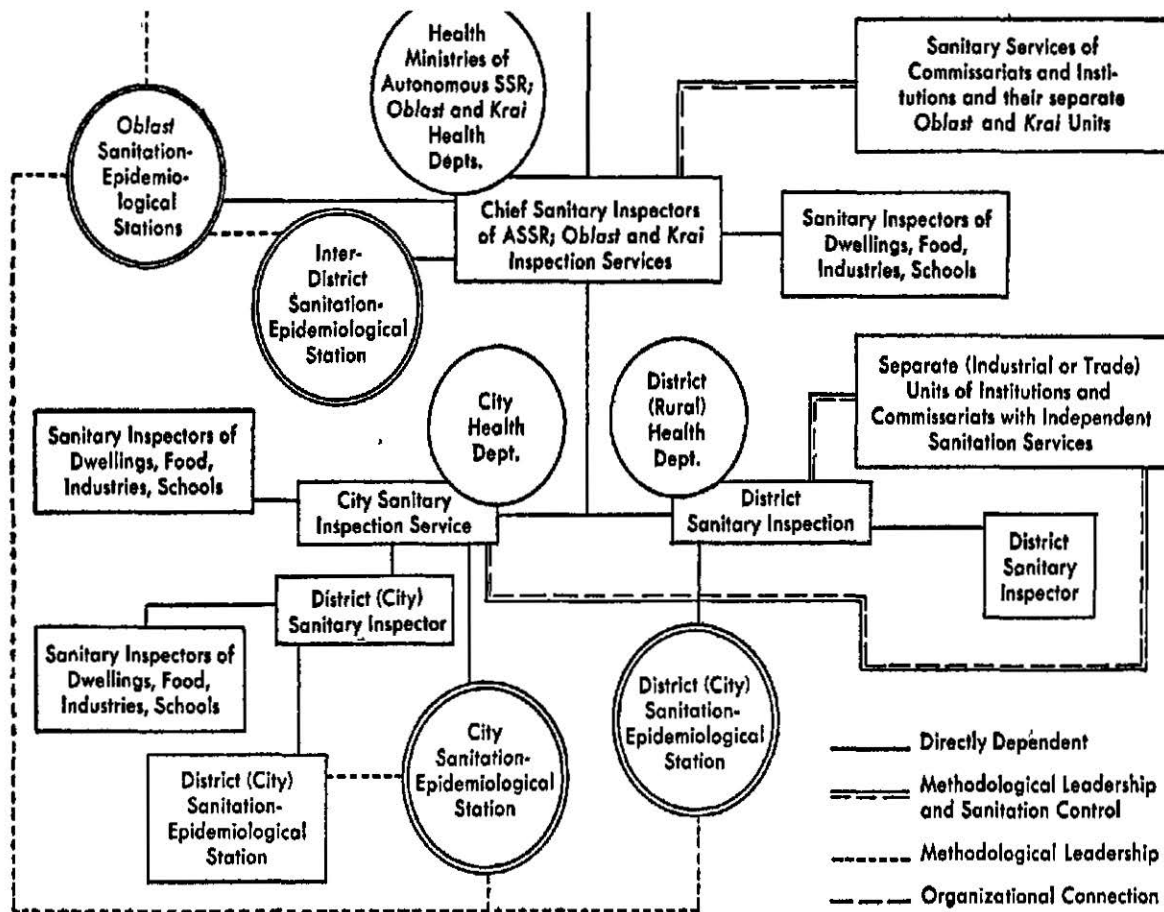 Health
Ministries of
Autonomous SSR;
Oblast and Krai
Health
Depts.
Sanitary Services of
Commissariats and Insti-
tutions and their separate
Oblast and Krai Units
Oblast
Sanitation-
Epidemio-
logical
Stations
Chief Sanitary Inspectors
of ASSR; Oblast and Krai
Inspection Services
Sanitary Inspectors of
Dwellings, Food,
Industries, Schools
Inter-
District
Sanitation-
Epidemiological
Station
City
Health
Dept.
District
(Rural)
Health
Dept.
Separate (Industrial or Trade)
Units of Institutions and
Commissariats with Independent
Sanitation Services
Sanitary Inspectors of
Dwellings, Food,
Industries, Schools
City Sanitary
Inspection Service
District
Sanitary Inspection
District
Sanitary
Inspector
District (City)
Sanitary Inspector
Sanitary Inspectors of
Dwellings, Food,
Industries, Schools
City
Sanitation-
Epidemiological
Station
District (City)
Sanitation-
Epidemiological
Station
District (City)
Sanitation-
Epidemiological
Station
Directly Dependent
Methodological Leadership
and Sanitation Control
Methodological Leadership
Organizational Connection